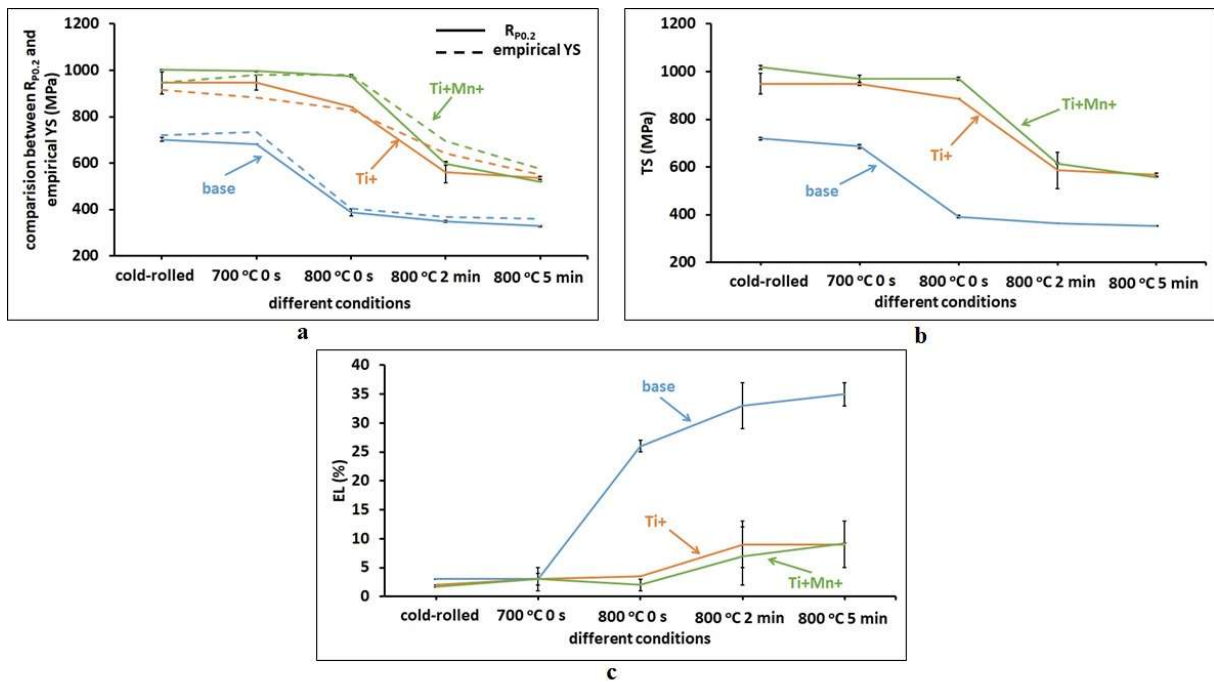 comparision between RP0.2 and
empirical YS (MPa)
1200
1000
800
600
400
200
RP0.2
empirical YS
Ti+Mn+
Ti+
base
cold-rolled 700 °C 0 s 800 °C 0 s 800 °C 2 min 800 °C 5 min
different conditions
a
TS (MPa)
1200
1000
800
600
400
200
Ti+Mn+
Ti+
base
cold-rolled 700 °C 0 s 800 °C 0 s 800 °C 2 min 800 °C 5 min
different conditions
b
EL (%)
40
35
30
25
20
15
10
5
0
base
Ti+
Ti+Mn+
cold-rolled 700 °C 0 s 800 °C 0 s 800 °C 2 min 800 °C 5 min
different conditions
c